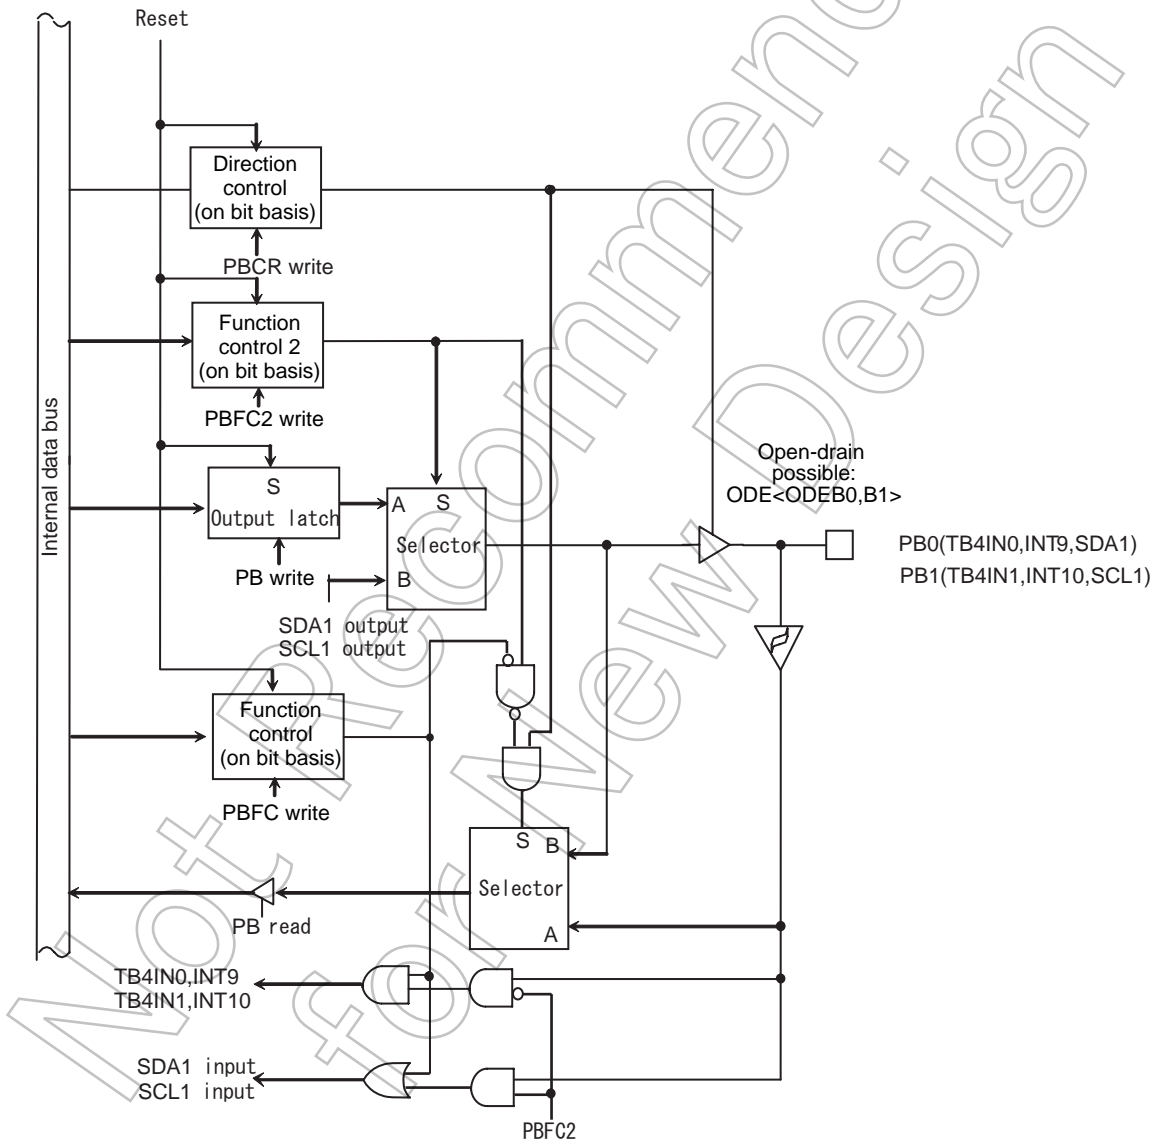 Reset
Direction
control
(on bit basis)
PBCR write
Function
control 2
(on bit basis)
PBFC2 write
Internal data bus
S
Output latch
PB write
A
S
Selector
B
SDA1 output
SCL1 output
Open-drain
possible:
ODE<ODEB0,B1>
PB0(TB4IN0,INT9,SDA1)
PB1(TB4IN1,INT10,SCL1)
Function
control
(on bit basis)
PBFC write
S
B
Selector
A
PB read
TB4IN0,INT9
TB4IN1,INT10
SDA1 input
SCL1 input
PBFC2
Not Recommended
for New Design